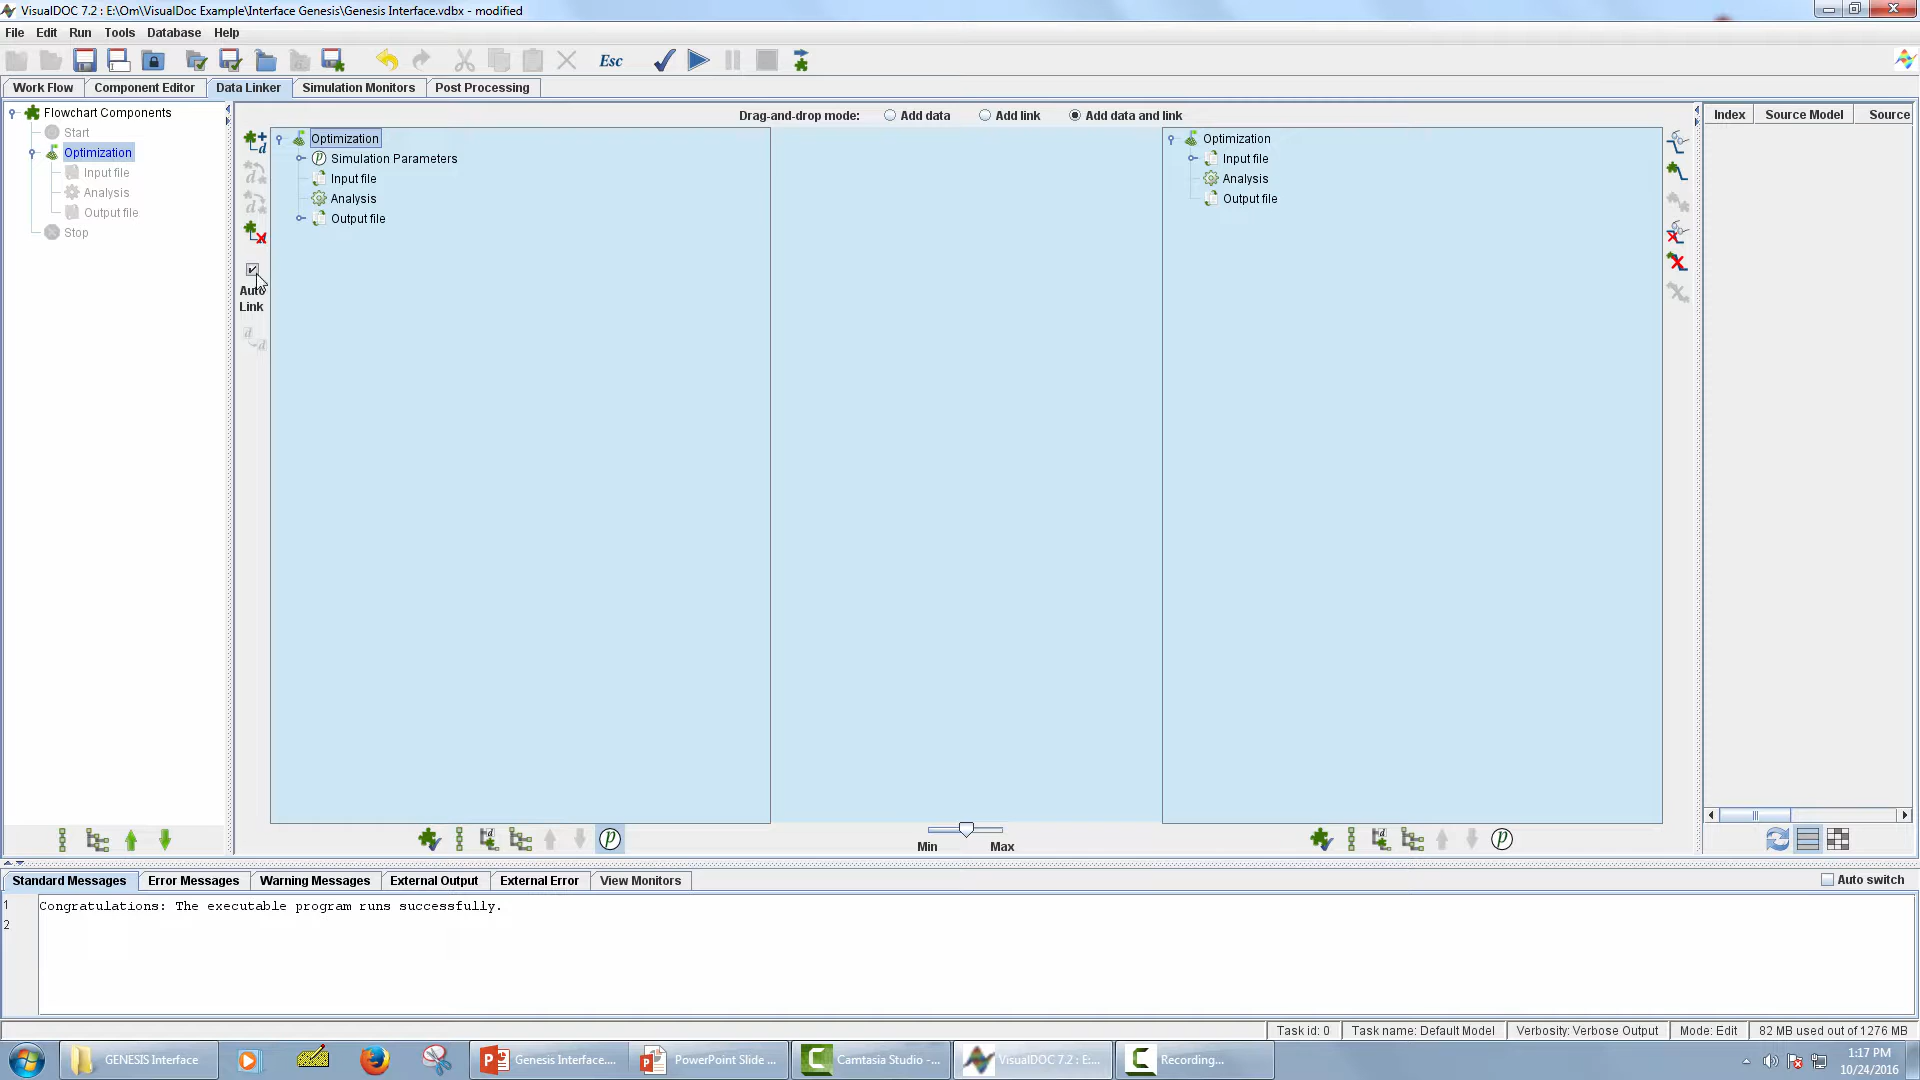 VisualDOC 7.2 : E:\Om\VisualDoc Example\Interface Genesis\Genesis Interface.vdbx - modified
File Edit Run Tools Database Help
Esc
Work Flow Component Editor Data Linker Simulation Monitors Post Processing
Flowchart Components
Start
Optimization
Input file
Analysis
Output file
Stop
Drag-and-drop mode: Add data Add link Add data and link
Auto
Link
Optimization
Simulation Parameters
Input file
Analysis
Output file
Optimization
Input file
Analysis
Output file
Index Source Model Source
Min Max
Standard Messages Error Messages Warning Messages External Output External Error View Monitors Auto switch
1 Congratulations: The executable program runs successfully.
2
Task id: 0 Task name: Default Model Verbosity: Verbose Output Mode: Edit 82 MB used out of 1276 MB
GENESIS Interface Genesis Interface.... PowerPoint Slide ... Camtasia Studio -... VisualDOC 7.2 : E:... Recording... 1:17 PM
10/24/2016